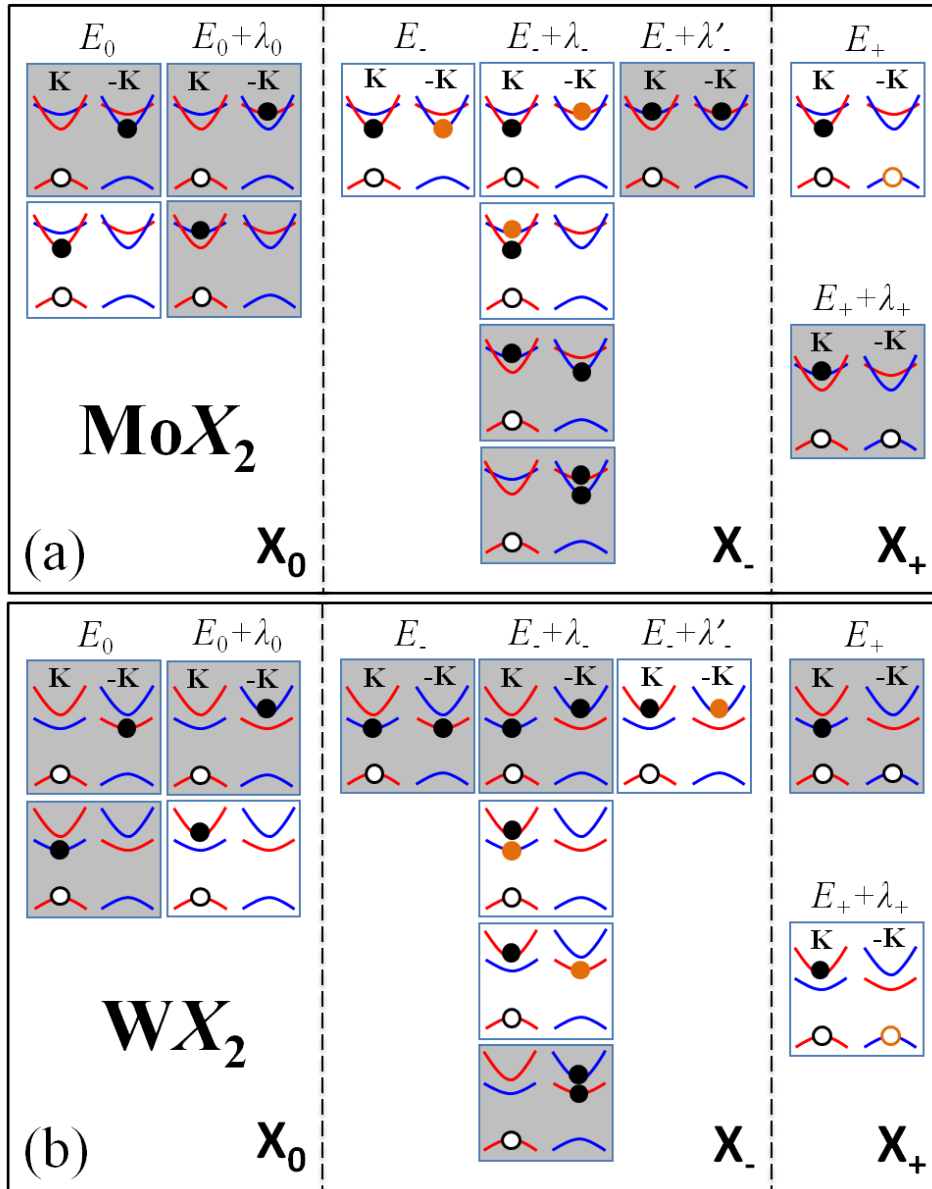 E₀ E₀+λ₀ E₋ E₋+λ₋ E₋+λ'₋ E₊
K -K K -K K -K K -K K -K K -K
E₊+λ₊
K -K
MoX₂
(a) X₀ X₋ X₊
E₀ E₀+λ₀ E₋ E₋+λ₋ E₋+λ'₋ E₊
K -K K -K K -K K -K K -K K -K
E₊+λ₊
K -K
WX₂
(b) X₀ X₋ X₊